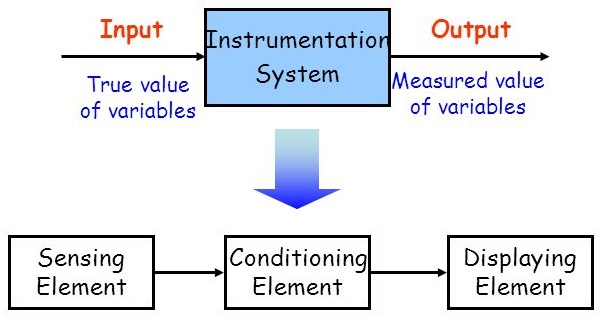 Input
Instrumentation
System
Output
True value
of variables
Measured value
of variables
Sensing
Element
Conditioning
Element
Displaying
Element